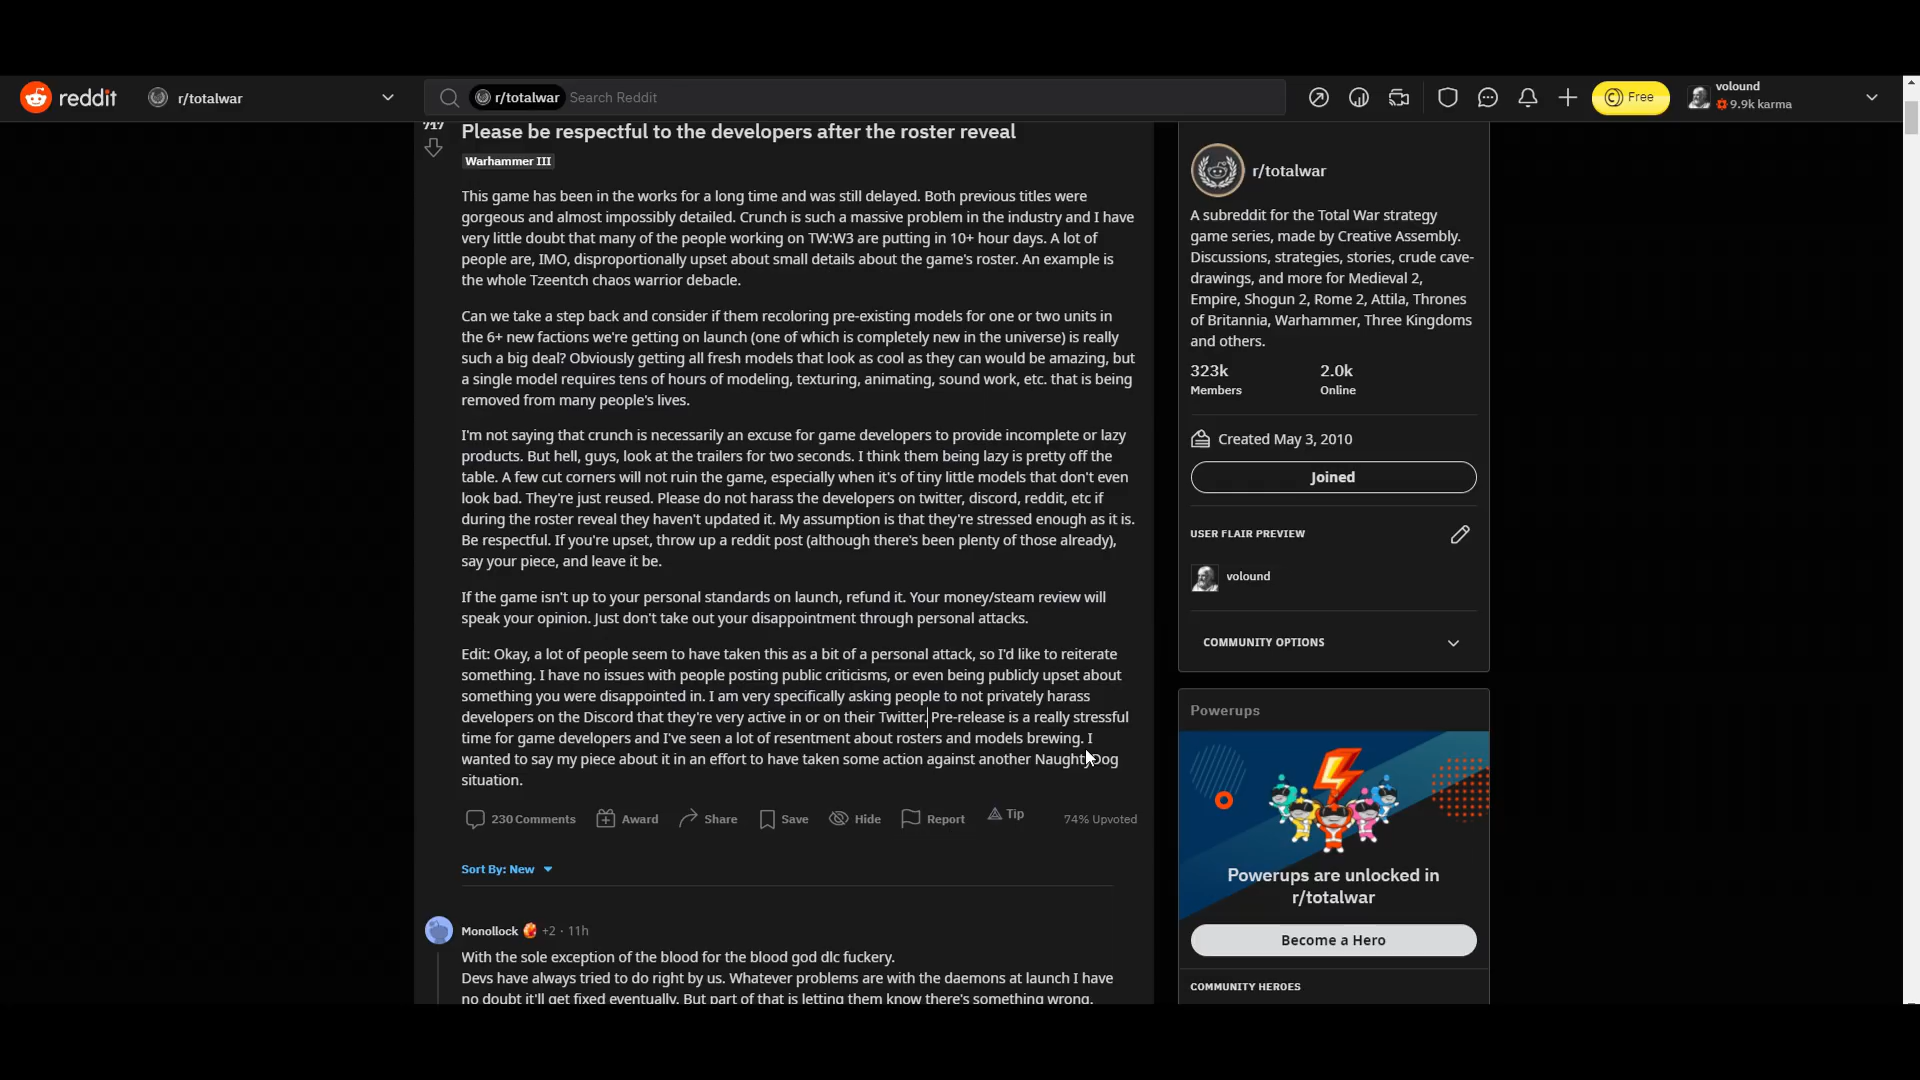 reddit
r/totalwar
r/totalwar Search Reddit
Free
volound
9.9k karma
717
Please be respectful to the developers after the roster reveal
Warhammer III
This game has been in the works for a long time and was still delayed. Both previous titles were
gorgeous and almost impossibly detailed. Crunch is such a massive problem in the industry and I have
very little doubt that many of the people working on TW:W3 are putting in 10+ hour days. A lot of
people are, IMO, disproportionally upset about small details about the game's roster. An example is
the whole Tzeentch chaos warrior debacle.
Can we take a step back and consider if them recoloring pre-existing models for one or two units in
the 6+ new factions we're getting on launch (one of which is completely new in the universe) is really
such a big deal? Obviously getting all fresh models that look as cool as they can would be amazing, but
a single model requires tens of hours of modeling, texturing, animating, sound work, etc. that is being
removed from many people's lives.
I'm not saying that crunch is necessarily an excuse for game developers to provide incomplete or lazy
products. But hell, guys, look at the trailers for two seconds. I think them being lazy is pretty off the
table. A few cut corners will not ruin the game, especially when it's of tiny little models that don't even
look bad. They're just reused. Please do not harass the developers on twitter, discord, reddit, etc if
during the roster reveal they haven't updated it. My assumption is that they're stressed enough as it is.
Be respectful. If you're upset, throw up a reddit post (although there's been plenty of those already),
say your piece, and leave it be.
If the game isn't up to your personal standards on launch, refund it. Your money/steam review will
speak your opinion. Just don't take out your disappointment through personal attacks.
Edit: Okay, a lot of people seem to have taken this as a bit of a personal attack, so I'd like to reiterate
something. I have no issues with people posting public criticisms, or even being publicly upset about
something you were disappointed in. I am very specifically asking people to not privately harass
developers on the Discord that they're very active in or on their Twitter. Pre-release is a really stressful
time for game developers and I've seen a lot of resentment about rosters and models brewing. I
wanted to say my piece about it in an effort to have taken some action against another Naughty Dog
situation.
230 Comments Award Share Save Hide Report Tip 74% Upvoted
Sort By: New
Monollock +2 · 11h
With the sole exception of the blood for the blood god dlc fuckery.
Devs have always tried to do right by us. Whatever problems are with the daemons at launch I have
no doubt it'll get fixed eventually. But part of that is letting them know there's something wrong.
r/totalwar
A subreddit for the Total War strategy
game series, made by Creative Assembly.
Discussions, strategies, stories, crude cave-
drawings, and more for Medieval 2,
Empire, Shogun 2, Rome 2, Attila, Thrones
of Britannia, Warhammer, Three Kingdoms
and others.
323k 2.0k
Members Online
Created May 3, 2010
Joined
USER FLAIR PREVIEW
volound
COMMUNITY OPTIONS
Powerups
Powerups are unlocked in
r/totalwar
Become a Hero
COMMUNITY HEROES